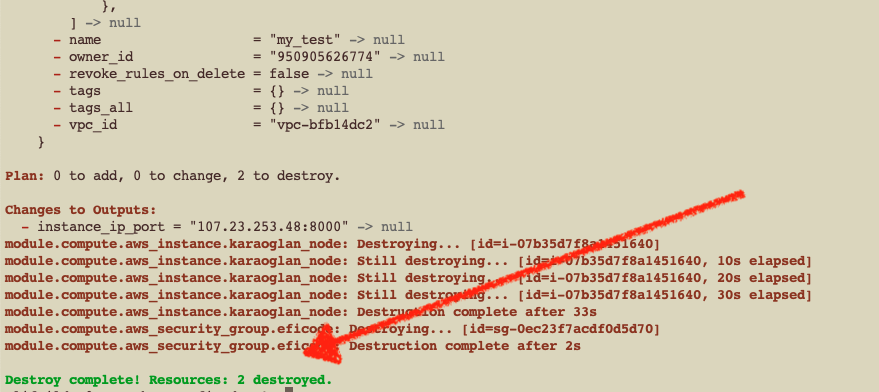 },
] -> null
- name = "my_test" -> null
- owner_id = "950905626774" -> null
- revoke_rules_on_delete = false -> null
- tags = {} -> null
- tags_all = {} -> null
- vpc_id = "vpc-bfb14dc2" -> null
}
Plan: 0 to add, 0 to change, 2 to destroy.
Changes to Outputs:
- instance_ip_port = "107.23.253.48:8000" -> null
module.compute.aws_instance.karaoglan_node: Destroying... [id=i-07b35d7f8a1451640]
module.compute.aws_instance.karaoglan_node: Still destroying... [id=i-07b35d7f8a1451640, 10s elapsed]
module.compute.aws_instance.karaoglan_node: Still destroying... [id=i-07b35d7f8a1451640, 20s elapsed]
module.compute.aws_instance.karaoglan_node: Still destroying... [id=i-07b35d7f8a1451640, 30s elapsed]
module.compute.aws_instance.karaoglan_node: Destruction complete after 33s
module.compute.aws_security_group.eficode: Destroying... [id=sg-0ec23f7acdf0d5d70]
module.compute.aws_security_group.eficode: Destruction complete after 2s
Destroy complete! Resources: 2 destroyed.